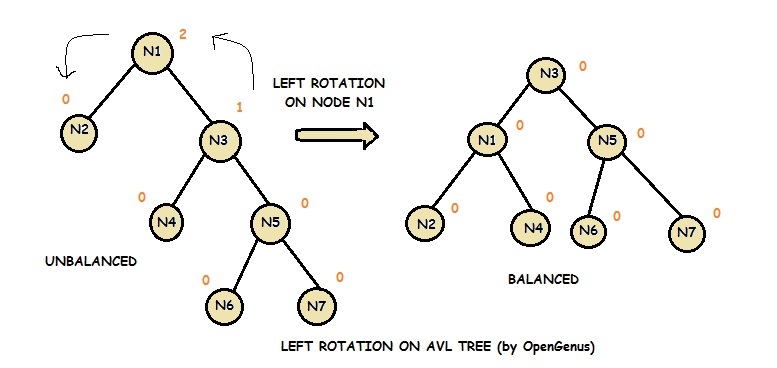 N1
2
0
N2
1
N3
0
N4
0
N5
0
N6
0
N7
UNBALANCED
LEFT ROTATION
ON NODE N1
N3
0
N1
0
N5
0
N2
0
N4
0
N6
0
N7
0
BALANCED
LEFT ROTATION ON AVL TREE (by OpenGenus)